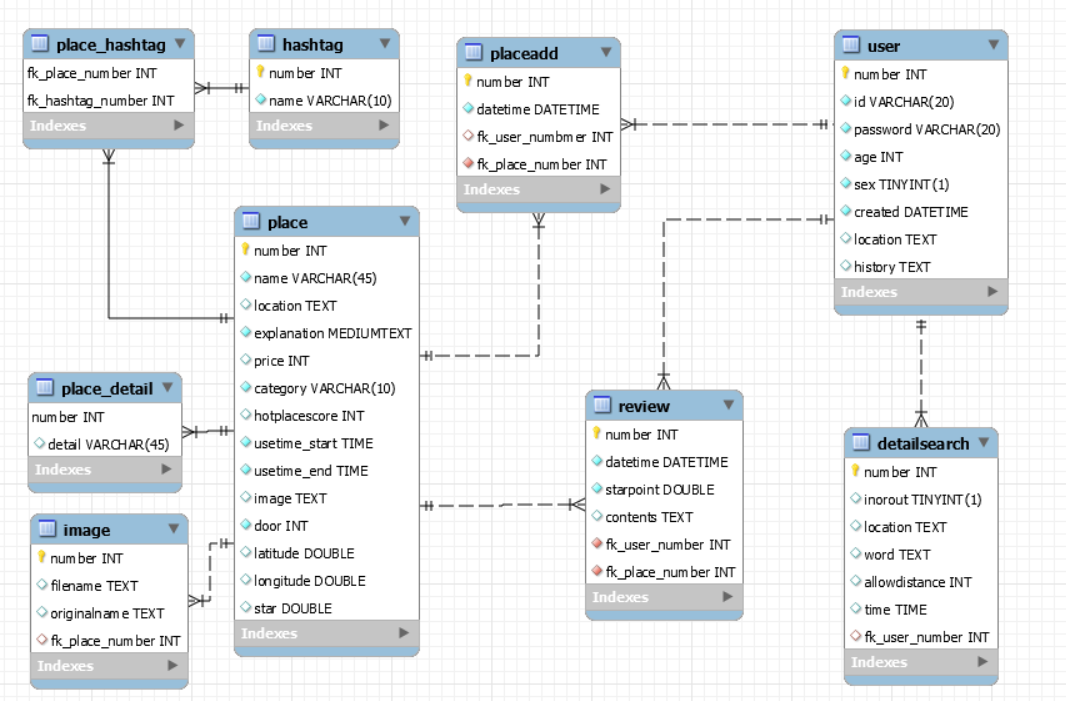 place_hashtag
fk_place_number INT
fk_hashtag_number INT
Indexes
hashtag
number INT
name VARCHAR(10)
Indexes
placeadd
number INT
datetime DATETIME
fk_user_numbmer INT
fk_place_number INT
Indexes
user
number INT
id VARCHAR(20)
password VARCHAR(20)
age INT
sex TINYINT(1)
created DATETIME
location TEXT
history TEXT
Indexes
place
number INT
name VARCHAR(45)
location TEXT
explanation MEDIUMTEXT
price INT
category VARCHAR(10)
hotplacescore INT
usetime_start TIME
usetime_end TIME
image TEXT
door INT
latitude DOUBLE
longitude DOUBLE
star DOUBLE
Indexes
place_detail
number INT
detail VARCHAR(45)
Indexes
image
number INT
filename TEXT
originalname TEXT
fk_place_number INT
Indexes
review
number INT
datetime DATETIME
starpoint DOUBLE
contents TEXT
fk_user_number INT
fk_place_number INT
Indexes
detailsearch
number INT
inorout TINYINT(1)
location TEXT
word TEXT
allowdistance INT
time TIME
fk_user_number INT
Indexes